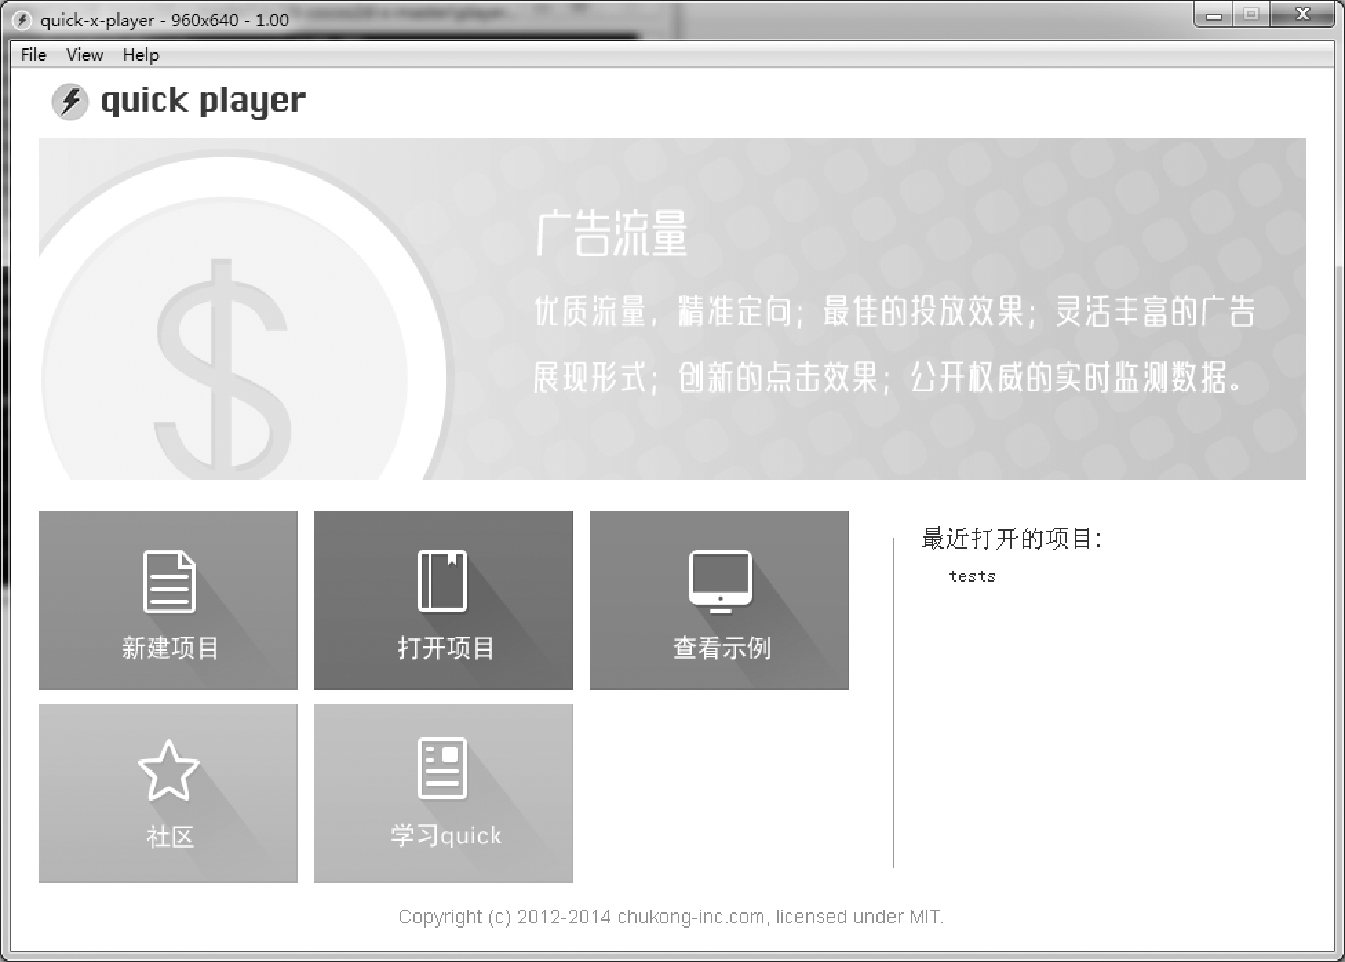 quick-x-player - 960x640 - 1.00
File View Help
quick player
广告流量
优质流量，精准定向；最佳的投放效果；灵活丰富的广告
展现形式；创新的点击效果；公开权威的实时监测数据。
新建项目
打开项目
查看示例
最近打开的项目:
tests
社区
学习quick
Copyright (c) 2012-2014 chukong-inc.com, licensed under MIT.